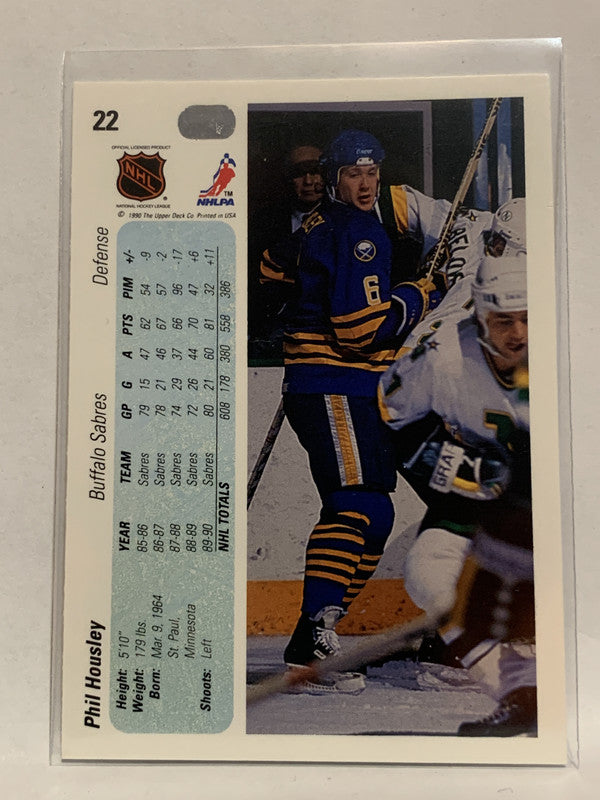 22
OFFICIAL LICENSED PRODUCT
NHL
NATIONAL HOCKEY LEAGUE
NHLPA
TM
© 1990 The Upper Deck Co. Printed in USA
Phil Housley Buffalo Sabres Defense
Height: 5'10"
Weight: 179 lbs.
Born: Mar. 9, 1964
St. Paul,
Minnesota
Shoots: Left
YEAR TEAM GP G A PTS PIM +/-
85-86 Sabres 79 15 47 62 54 -9
86-87 Sabres 78 21 46 67 57 -2
87-88 Sabres 74 29 37 66 96 -17
88-89 Sabres 72 26 44 70 47 +6
89-90 Sabres 80 21 60 81 32 +11
NHL TOTALS 608 178 380 558 386
6